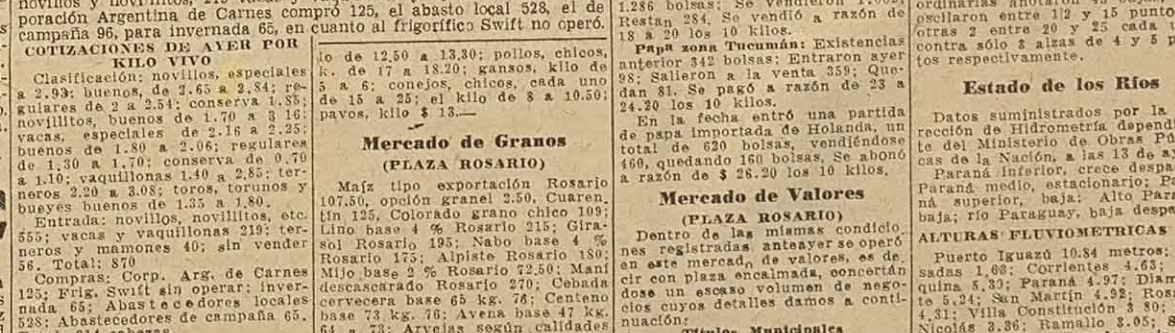 poración Argentina de Carnes compró 125, el abasto local 528, el de
campaña 96, para invernada 65, en cuanto al frigorífico Swift no operó.
COTIZACIONES DE AYER POR
KILO VIVO
Clasificación: novillos, especiales
a 2.93; buenos, de 2.65 a 2.84; re-
gulares de 2 a 2.54; conserva 1.85;
novillitos, buenos de 1.70 a 3 16;
vacas, especiales de 2.16 a 2.25;
buenos de 1.80 a 2.06; regulares
de 1.30 a 1.70; conserva de 0.70
a 1.10; vaquillonas 1.40 a 2,85; ter-
neros 2.20 a 3.08; toros, torunos y
bueyes buenos de 1.35 a 1.80.
Entrada: novillos, novillitos, etc.
555; vacas y vaquillonas 219; ter-
neros y mamones 40; sin vender
56. Total: 870
Compras: Corp. Arg. de Carnes
125; Frig. Swift sin operar; inver-
nada 65; Abastecedores locales
528; Abastecedores de campaña 65.
lo de 12.50 a 13,30; pollos, chicos,
k. de 17 a 18.20; gansos, kilo de
5 a 6; conejos, chicos, cada uno
de 15 a 25; el kilo de 8 a 10.50;
pavos, kilo $ 13.—
Mercado de Granos
(PLAZA ROSARIO)
Maíz tipo exportación Rosario
107.50, opción granel 2.50, Cuaren
tín 125, Colorado grano chico 109;
Lino base 4 % Rosario 215; Gira-
sol Rosario 195; Nabo base 4 %
Rosario 175; Alpiste Rosario 180;
Mijo base 2 % Rosario 72.50; Maní
descascarado Rosario 270; Cebada
cervecera base 65 kg. 76; Centeno
base 73 kg. 76; Avena base 47 kg.
64 a 73; Arvejas según calidades
1.286 bolsas; Se vendieron
Restan 284. Se vendió a razón de
18 a 20 los 10 kilos.
Papa zona Tucumán: Existencias
anterior 342 bolsas; Entraron ayer
98; Salieron a la venta 359; Que-
dan 81. Se pagó a razón de 23 a
24.20 los 10 kilos.
En la fecha entró una partida
de papa importada de Holanda, un
total de 620 bolsas, vendiéndose
460, quedando 160 bolsas, Se abonó
a razón de $ 26.20 los 10 kilos.
Mercado de Valores
(PLAZA ROSARIO)
Dentro de las mismas condicio.
nes registradas anteayer se operó
en este mercad, de valores, es de.
cir con plaza encalmada, concertán
dose un escaso volumen de nego-
cios cuyos detalles damos a conti-
nuación:
Títulos Municipales
oscilaron entre 1|2 y 15 punto
otras 2 entre 20 y 25 cada
contra sólo 3 alzas de 4 y 5 p
tos respectivamente.
Estado de los Ríos
Datos suministrados por la
rección de Hidrometría depend
te del Ministerio de Obras Pú
cas de la Nación, a las 13 de ay
Paraná inferior, crece despa
Paraná medio, estacionario; Pa
ná superior, baja; Alto Par
baja; río Paraguay, baja despa
ALTURAS FLUVIOMETRICAS
Puerto Iguazú 10.84 metros;
sadas 1,68; Corrientes 4.63;
quina 5.39; Paraná 4.97; Diam
te 5.24; San Martín 4.92; Ros
4.31; Villa Constitución 3 80;
Nicolás 3.36; Ramallo 3.05;